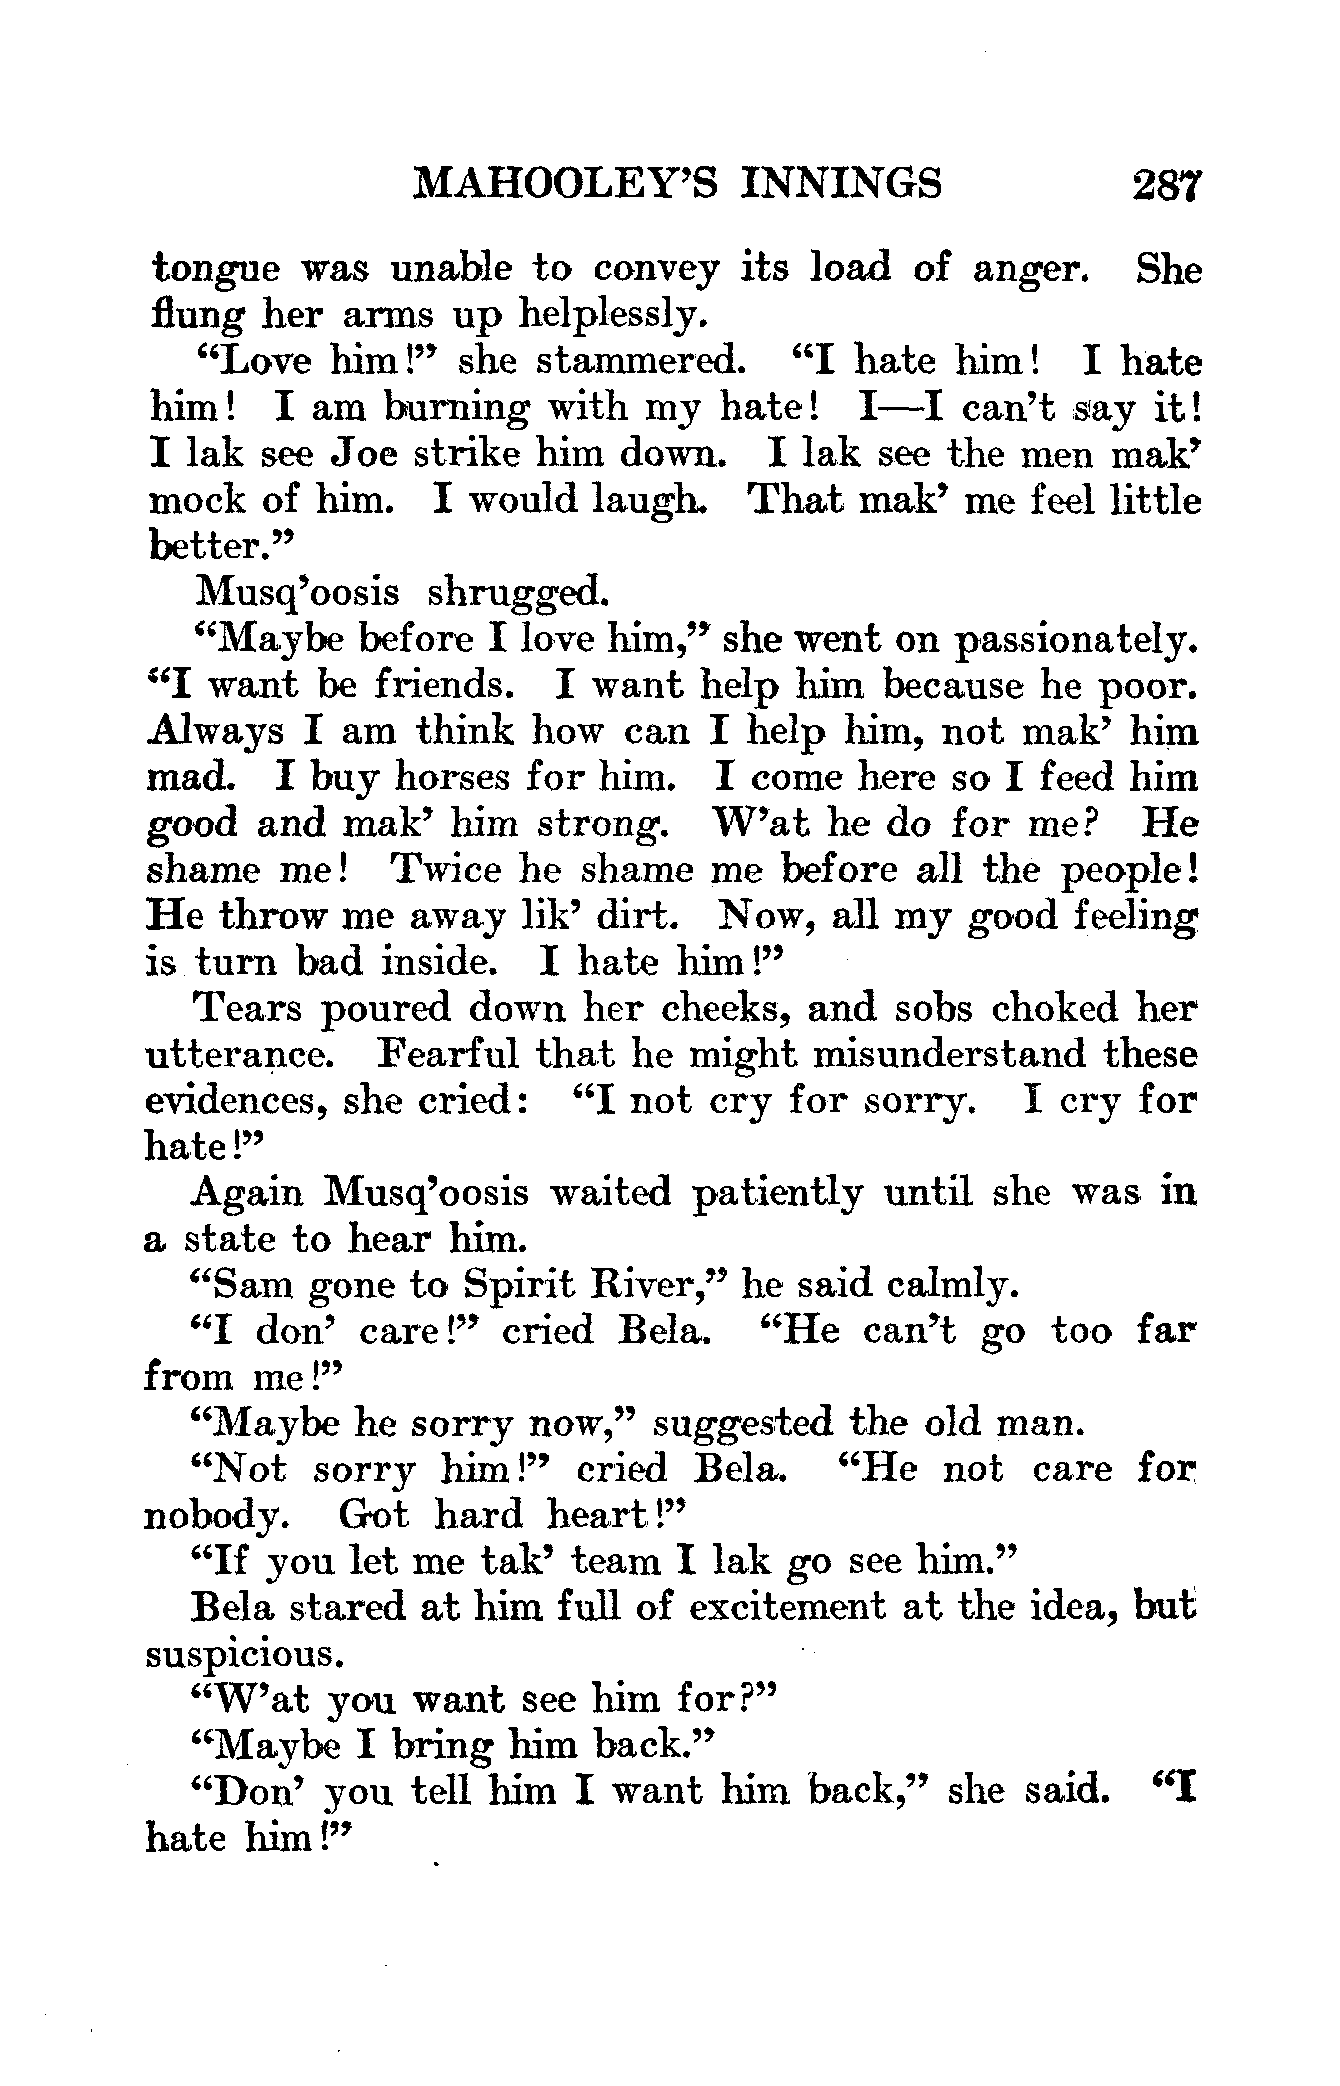 MAHOOLEY'S INNINGS 287
tongue was unable to convey its load of anger. She
flung her arms up helplessly.
"Love him!" she stammered. "I hate him! I hate
him! I am burning with my hate! I—I can't say it!
I lak see Joe strike him down. I lak see the men mak'
mock of him. I would laugh. That mak' me feel little
better."
Musq'oosis shrugged.
"Maybe before I love him," she went on passionately.
"I want be friends. I want help him because he poor.
Always I am think how can I help him, not mak' him
mad. I buy horses for him. I come here so I feed him
good and mak' him strong. W'at he do for me? He
shame me! Twice he shame me before all the people!
He throw me away lik' dirt. Now, all my good feeling
is turn bad inside. I hate him!"
Tears poured down her cheeks, and sobs choked her
utterance. Fearful that he might misunderstand these
evidences, she cried: "I not cry for sorry. I cry for
hate!"
Again Musq'oosis waited patiently until she was in
a state to hear him.
"Sam gone to Spirit River," he said calmly.
"I don' care!" cried Bela. "He can't go too far
from me!"
"Maybe he sorry now," suggested the old man.
"Not sorry him!" cried Bela. "He not care for
nobody. Got hard heart!"
"If you let me tak' team I lak go see him."
Bela stared at him full of excitement at the idea, but
suspicious.
"W'at you want see him for?"
"Maybe I bring him back."
"Don' you tell him I want him back," she said. "I
hate him!"